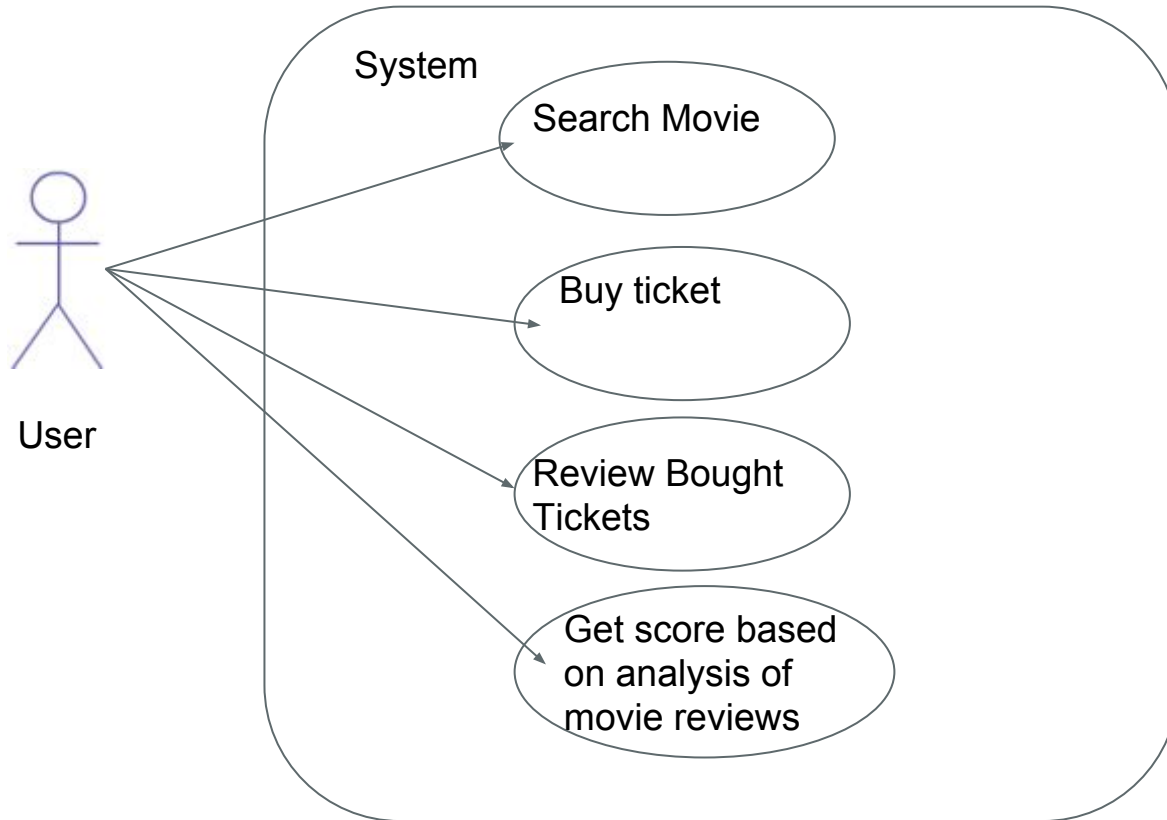 System
Search Movie
Buy ticket
User
Review Bought
Tickets
Get score based
on analysis of
movie reviews